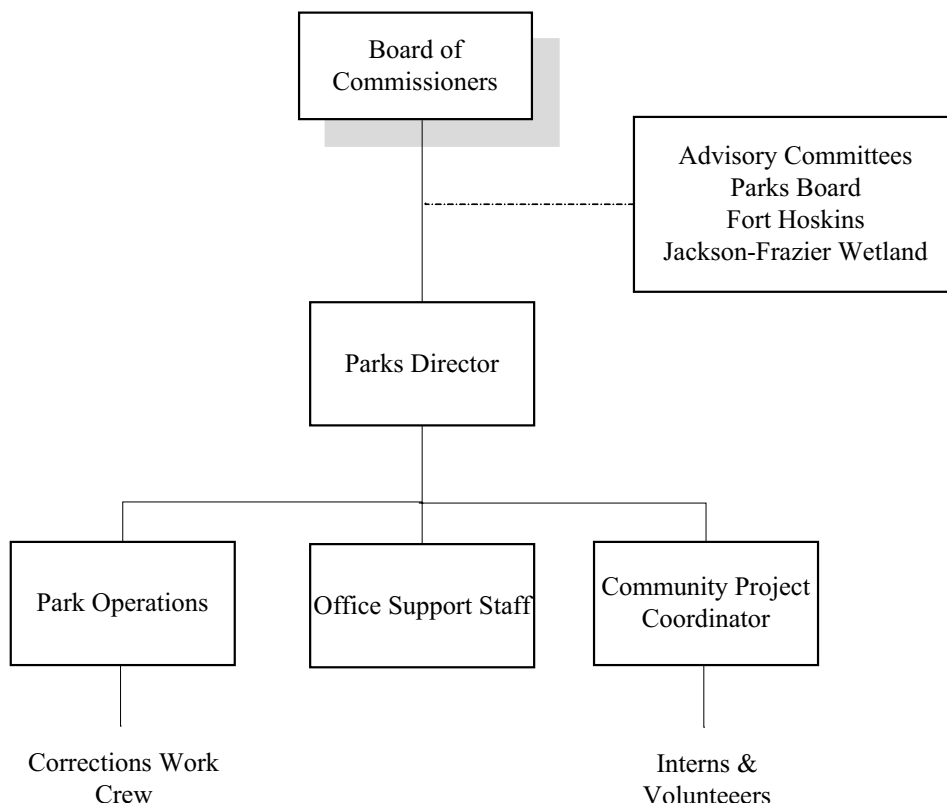 Board of
Commissioners
Advisory Committees
Parks Board
Fort Hoskins
Jackson-Frazier Wetland
Parks Director
Park Operations
Office Support Staff
Community Project
Coordinator
Corrections Work
Crew
Interns &
Volunteeers